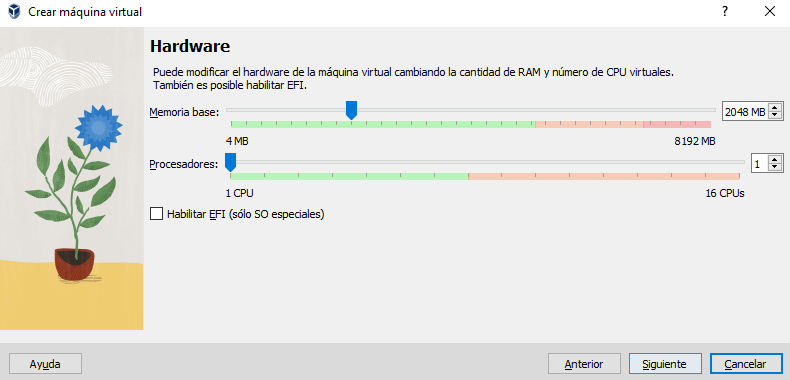 Crear máquina virtual
?
Hardware
Puede modificar el hardware de la máquina virtual cambiando la cantidad de RAM y número de CPU virtuales.
También es posible habilitar EFI.
Memoria base:
2048 MB
4 MB
8192 MB
Procesadores:
1
1 CPU
16 CPUs
Habilitar EFI (sólo SO especiales)
Ayuda
Anterior
Siguiente
Cancelar